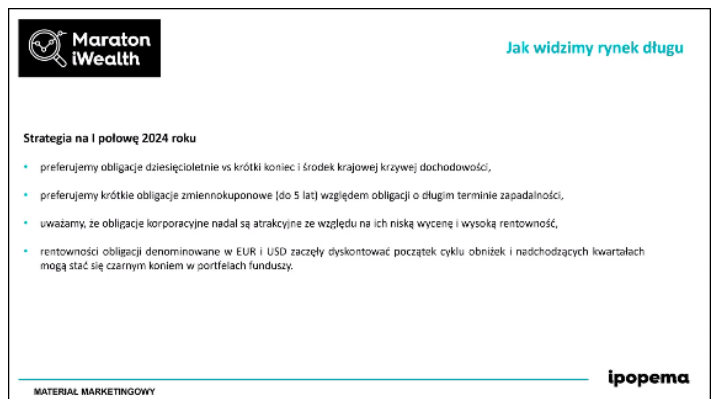 Maraton
iWealth
Jak widzimy rynek długu
Strategia na I połowę 2024 roku
• preferujemy obligacje dziesięcioletnie vs krótki koniec i środek krajowej krzywej dochodowości,
• preferujemy krótkie obligacje zmiennokuponowe (do 5 lat) względem obligacji o długim terminie zapadalności,
• uważamy, że obligacje korporacyjne nadal są atrakcyjne ze względu na ich niską wycenę i wysoką rentowność,
• rentowności obligacji denominowane w EUR i USD zaczęły dyskontować początek cyklu obniżek i nadchodzących kwartałach
mogą stać się czarnym koniem w portfelach funduszy.
ipopema
MATERIAŁ MARKETINGOWY